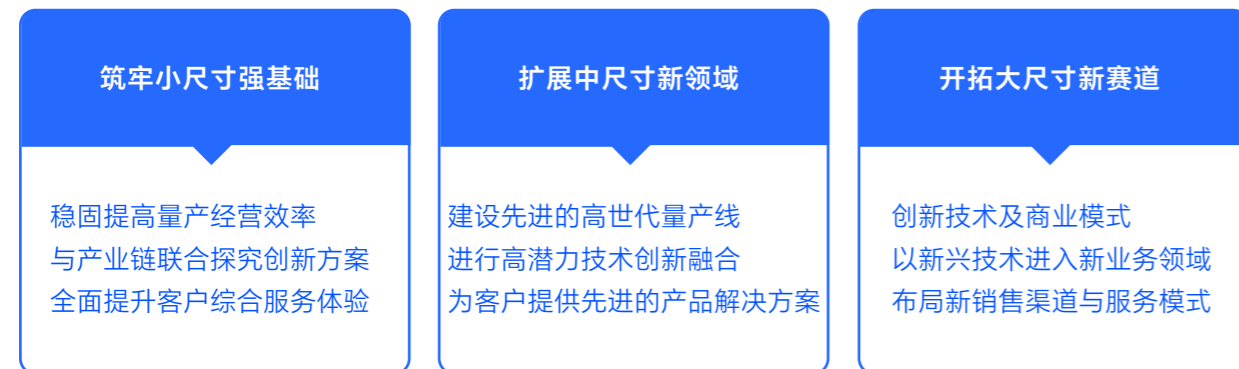 筑牢小尺寸强基础
稳固提高量产经营效率
与产业链联合探究创新方案
全面提升客户综合服务体验
扩展中尺寸新领域
建设先进的高世代量产线
进行高潜力技术创新融合
为客户提供先进的产品解决方案
开拓大尺寸新赛道
创新技术及商业模式
以新兴技术进入新业务领域
布局新销售渠道与服务模式